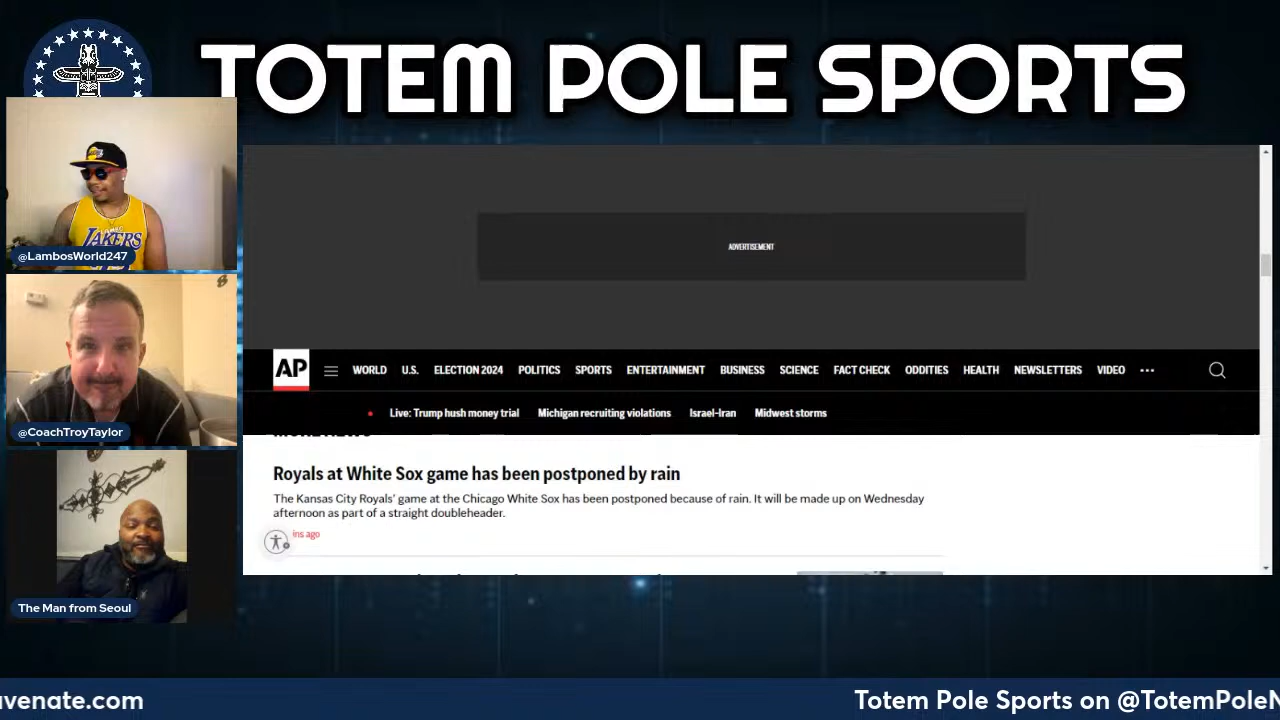 TOTEM POLE SPORTS
LAKERS
@LambosWorld247
@CoachTroyTaylor
The Man from Seoul
ADVERTISEMENT
AP
WORLD U.S. ELECTION 2024 POLITICS SPORTS ENTERTAINMENT BUSINESS SCIENCE FACT CHECK ODDITIES HEALTH NEWSLETTERS VIDEO
Live: Trump hush money trial Michigan recruiting violations Israel-Iran Midwest storms
Royals at White Sox game has been postponed by rain
The Kansas City Royals' game at the Chicago White Sox has been postponed because of rain. It will be made up on Wednesday
afternoon as part of a straight doubleheader.
ins ago
avenate.com
Totem Pole Sports on @TotemPoleN